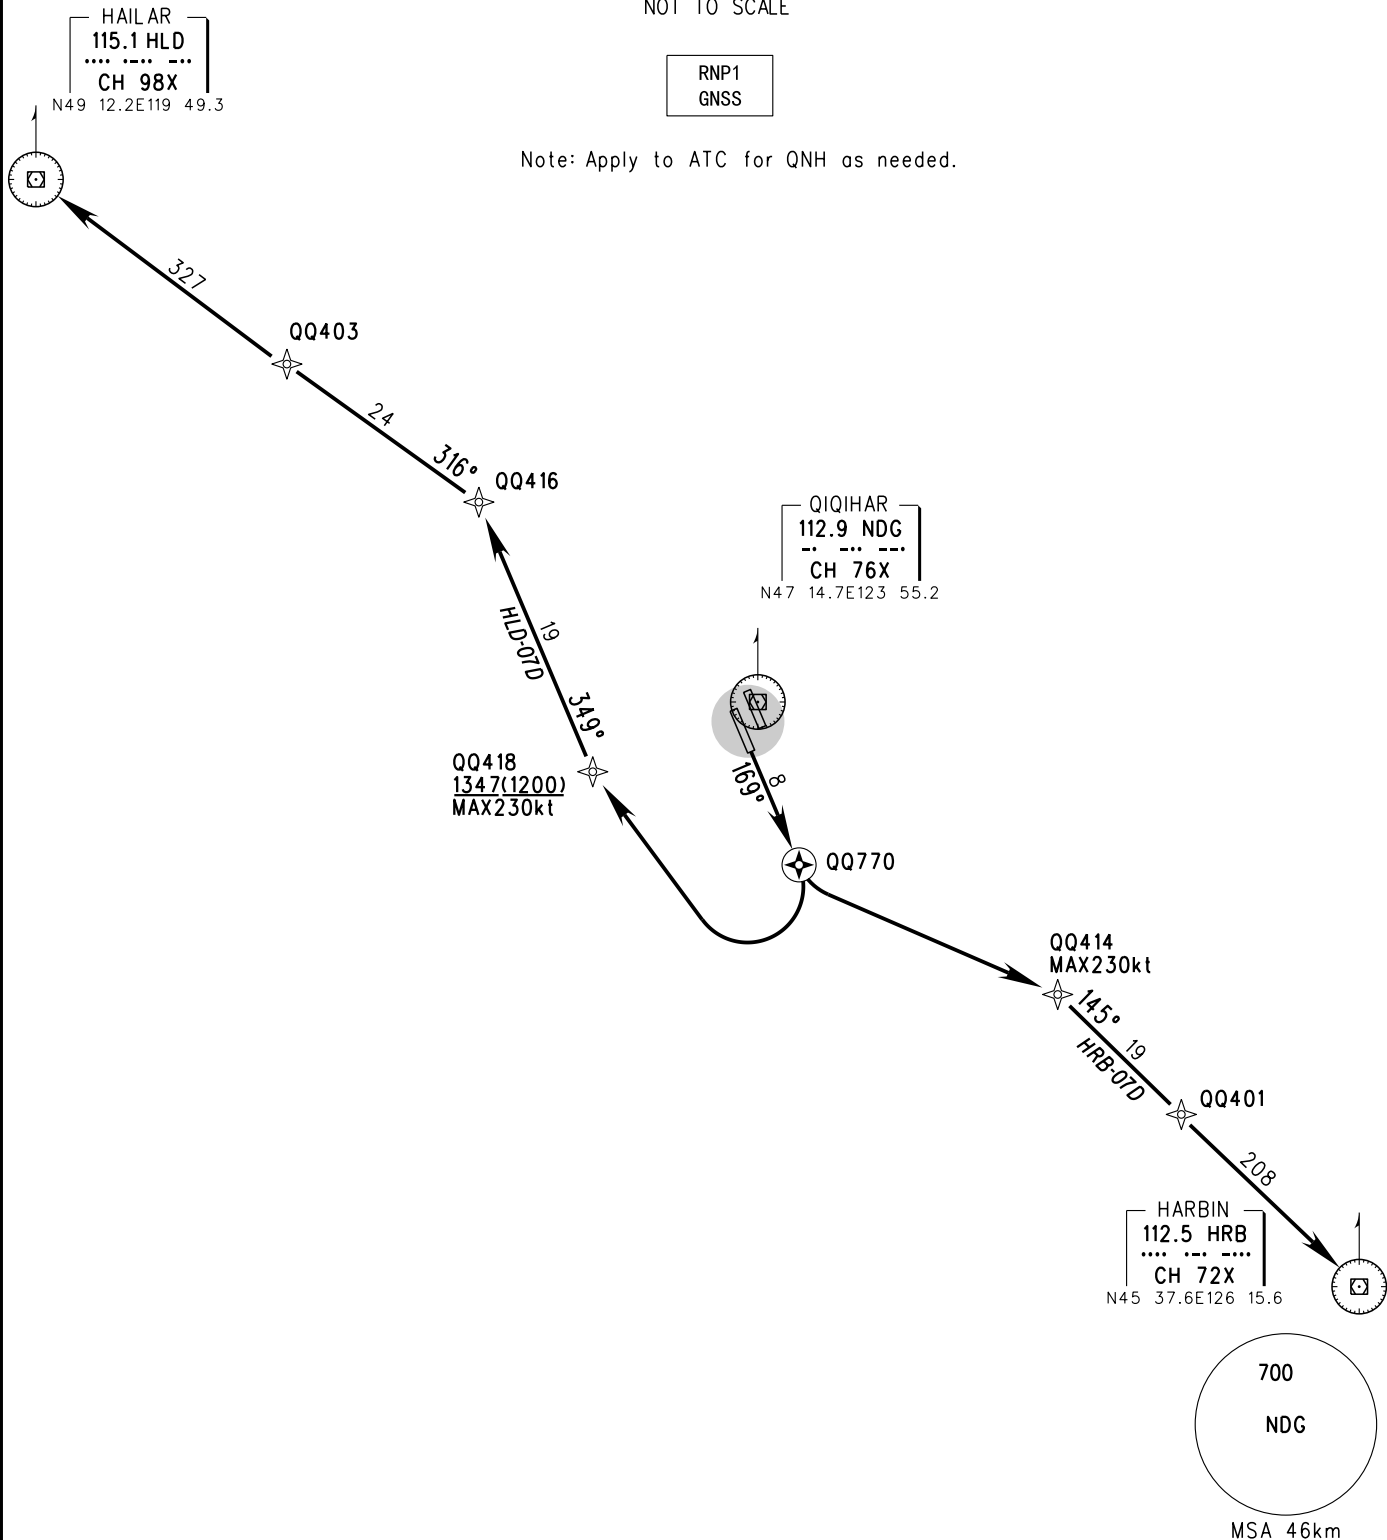 NOT TO SCALE
HAILAR
115.1 HLD
CH 98X
N49 12.2E119 49.3
RNP1
GNSS
Note: Apply to ATC for QNH as needed.
327
QQ403
24
316°
QQ416
QIQIHAR
112.9 NDG
CH 76X
N47 14.7E123 55.2
19
HLD-07D
349°
QQ418
1347(1200)
MAX230kt
8
169°
QQ770
QQ414
MAX230kt
145°
19
HRB-07D
QQ401
208
HARBIN
112.5 HRB
CH 72X
N45 37.6E126 15.6
700
NDG
MSA 46km